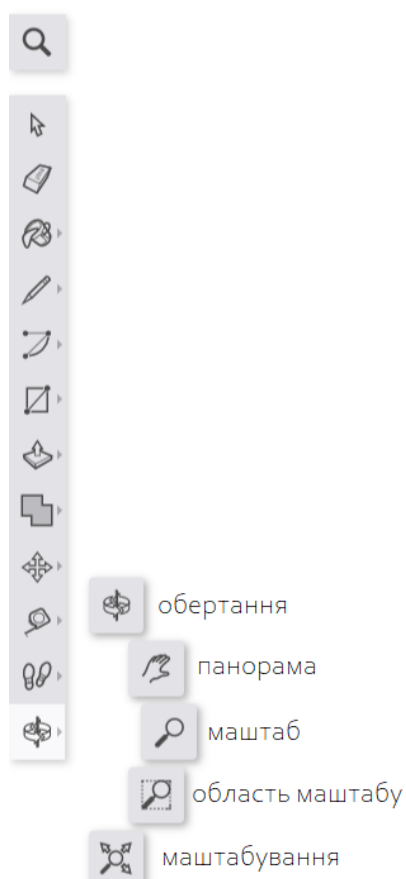 обертання
панорама
маштаб
область маштабу
маштабування